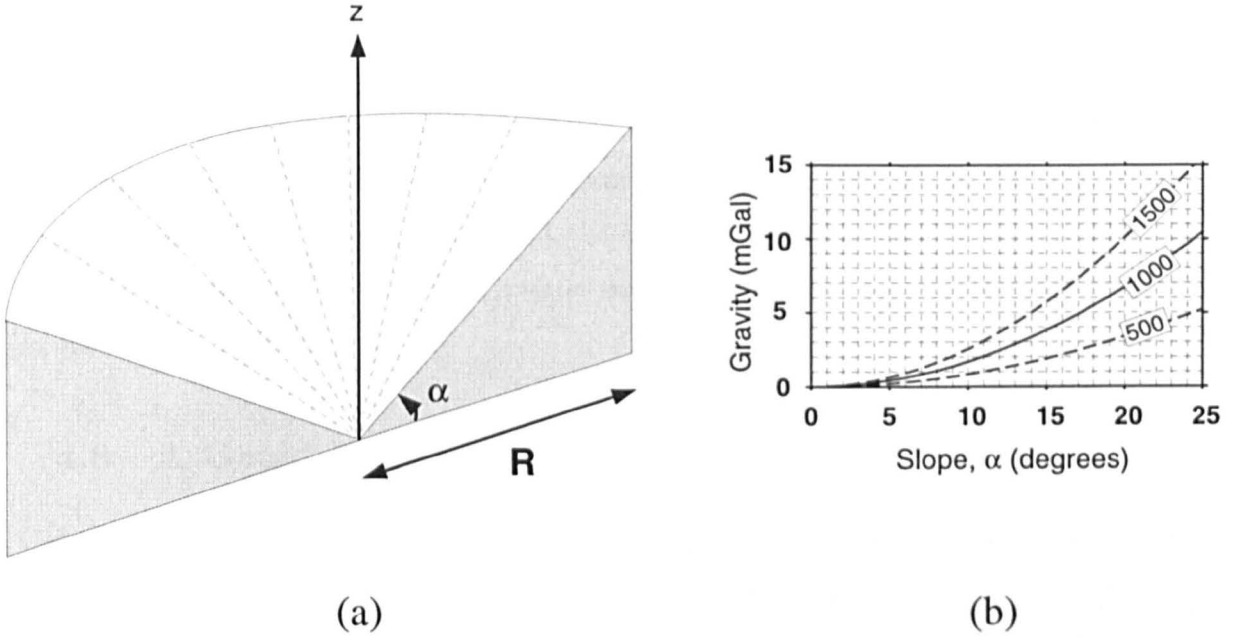 z
α
R
(a)
15
10
5
0
Gravity (mGal)
1500
1000
500
0 5 10 15 20 25
Slope, α (degrees)
(b)